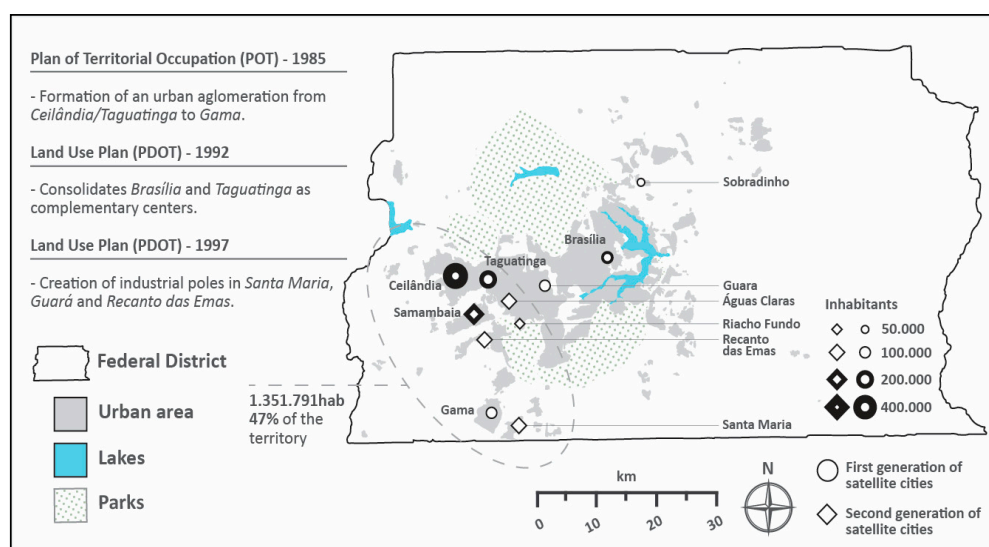 Plan of Territorial Occupation (POT) - 1985
- Formation of an urban aglomeration from
Ceilândia/Taguatinga to Gama.
Land Use Plan (PDOT) - 1992
- Consolidates Brasília and Taguatinga as
complementary centers.
Land Use Plan (PDOT) - 1997
- Creation of industrial poles in Santa Maria,
Guará and Recanto das Emas.
Federal District
Urban area
Lakes
Parks
1.351.791hab
47% of the
territory
Sobradinho
Brasília
Taguatinga
Ceilândia
Guara
Águas Claras
Samambaia
Riacho Fundo
Recanto
das Emas
Gama
Santa Maria
Inhabitants
50.000
100.000
200.000
400.000
km
0 10 20 30
N
First generation of
satellite cities
Second generation of
satellite cities